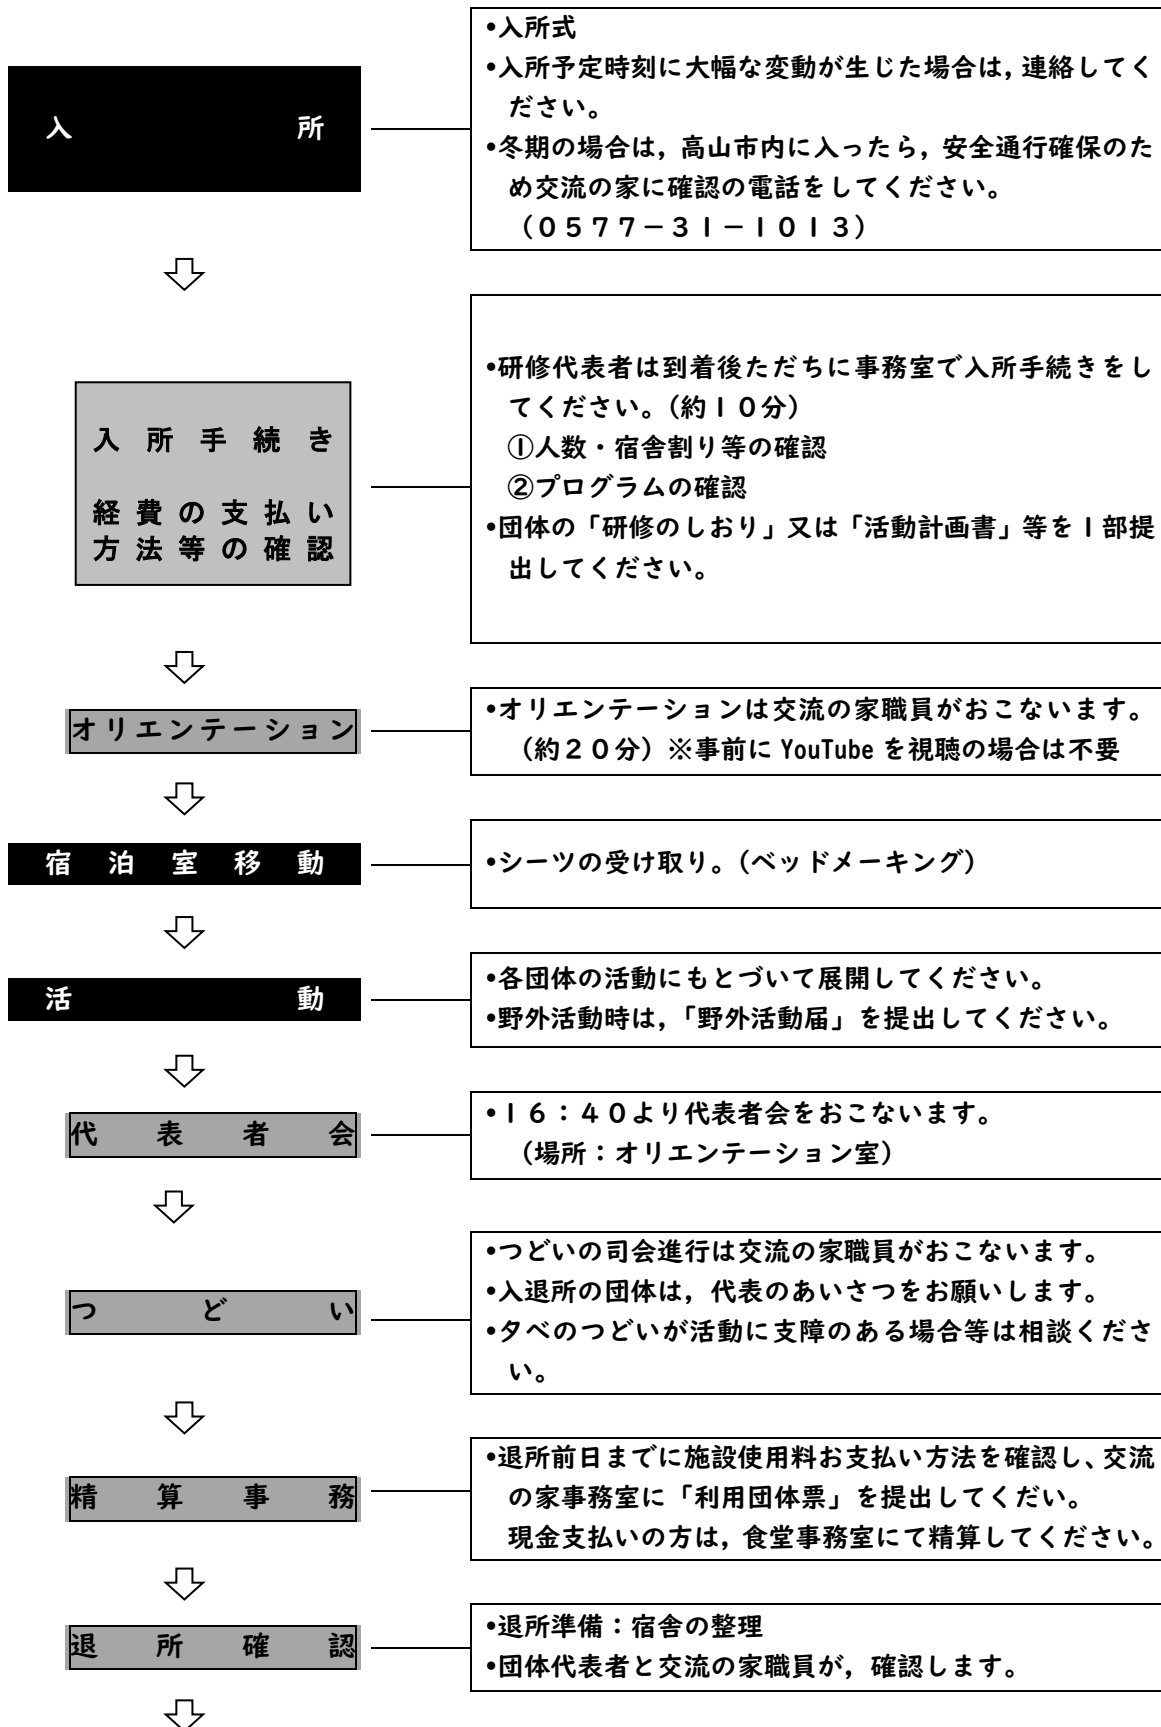 入所
•入所式
•入所予定時刻に大幅な変動が生じた場合は，連絡してく
ださい。
•冬期の場合は，高山市内に入ったら，安全通行確保のた
め交流の家に確認の電話をしてください。
（０５７７－３１－１０１３）
入所手続き
経費の支払い
方法等の確認
•研修代表者は到着後ただちに事務室で入所手続きをし
てください。（約１０分）
①人数・宿舎割り等の確認
②プログラムの確認
•団体の「研修のしおり」又は「活動計画書」等を１部提
出してください。
オリエンテーション
•オリエンテーションは交流の家職員がおこないます。
（約２０分）※事前に YouTube を視聴の場合は不要
宿泊室移動
•シーツの受け取り。（ベッドメーキング）
活動
•各団体の活動にもとづいて展開してください。
•野外活動時は，「野外活動届」を提出してください。
代表者会
•１６：４０より代表者会をおこないます。
（場所：オリエンテーション室）
つどい
•つどいの司会進行は交流の家職員がおこないます。
•入退所の団体は，代表のあいさつをお願いします。
•夕べのつどいが活動に支障のある場合等は相談くださ
い。
精算事務
•退所前日までに施設使用料お支払い方法を確認し、交流
の家事務室に「利用団体票」を提出してくだい。
現金支払いの方は，食堂事務室にて精算してください。
退所確認
•退所準備：宿舎の整理
•団体代表者と交流の家職員が，確認します。